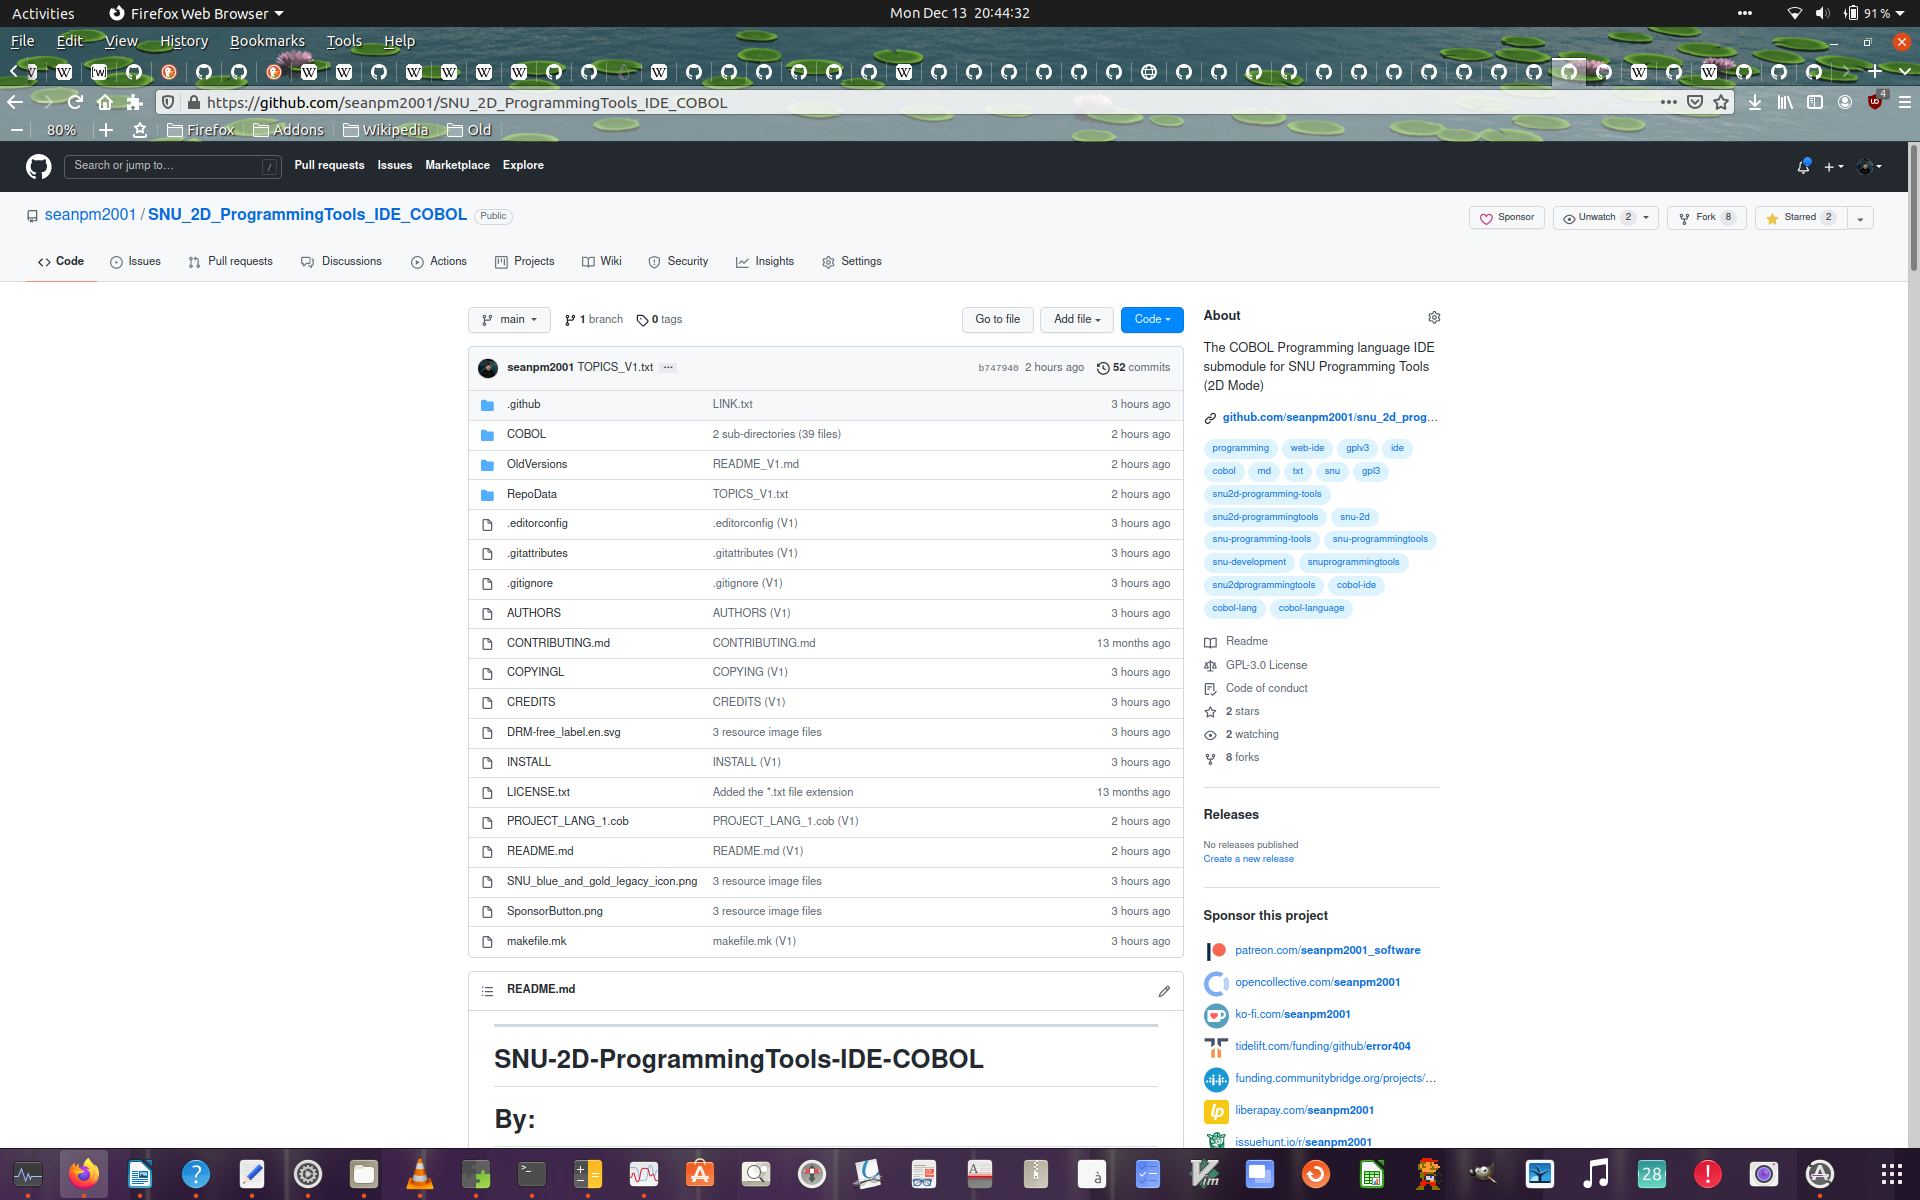 Activities
Firefox Web Browser
Mon Dec 13 20:44:32
91 %
File Edit View History Bookmarks Tools Help
https://github.com/seanpm2001/SNU_2D_ProgrammingTools_IDE_COBOL
4
80%
Firefox
Addons
Wikipedia
Old
Search or jump to…
/
Pull requests
Issues
Marketplace
Explore
seanpm2001 / SNU_2D_ProgrammingTools_IDE_COBOL
Public
Sponsor
Unwatch 2
Fork 8
Starred 2
Code
Issues
Pull requests
Discussions
Actions
Projects
Wiki
Security
Insights
Settings
main
1 branch
0 tags
Go to file
Add file
Code
seanpm2001 TOPICS_V1.txt ...
b747940 2 hours ago
52 commits
.github LINK.txt 3 hours ago
COBOL 2 sub-directories (39 files) 2 hours ago
OldVersions README_V1.md 2 hours ago
RepoData TOPICS_V1.txt 2 hours ago
.editorconfig .editorconfig (V1) 3 hours ago
.gitattributes .gitattributes (V1) 3 hours ago
.gitignore .gitignore (V1) 3 hours ago
AUTHORS AUTHORS (V1) 3 hours ago
CONTRIBUTING.md CONTRIBUTING.md 13 months ago
COPYINGL COPYING (V1) 3 hours ago
CREDITS CREDITS (V1) 3 hours ago
DRM-free_label.en.svg 3 resource image files 3 hours ago
INSTALL INSTALL (V1) 3 hours ago
LICENSE.txt Added the *.txt file extension 13 months ago
PROJECT_LANG_1.cob PROJECT_LANG_1.cob (V1) 2 hours ago
README.md README.md (V1) 2 hours ago
SNU_blue_and_gold_legacy_icon.png 3 resource image files 3 hours ago
SponsorButton.png 3 resource image files 3 hours ago
makefile.mk makefile.mk (V1) 3 hours ago
README.md
SNU-2D-ProgrammingTools-IDE-COBOL
By:
About
The COBOL Programming language IDE
submodule for SNU Programming Tools
(2D Mode)
github.com/seanpm2001/snu_2d_prog...
programming web-ide gplv3 ide
cobol md txt snu gpl3
snu2d-programming-tools
snu2d-programmingtools snu-2d
snu-programming-tools snu-programmingtools
snu-development snuprogrammingtools
snu2dprogrammingtools cobol-ide
cobol-lang cobol-language
Readme
GPL-3.0 License
Code of conduct
2 stars
2 watching
8 forks
Releases
No releases published
Create a new release
Sponsor this project
patreon.com/seanpm2001_software
opencollective.com/seanpm2001
ko-fi.com/seanpm2001
tidelift.com/funding/github/error404
funding.communitybridge.org/projects/...
liberapay.com/seanpm2001
issuehunt.io/r/seanpm2001
28